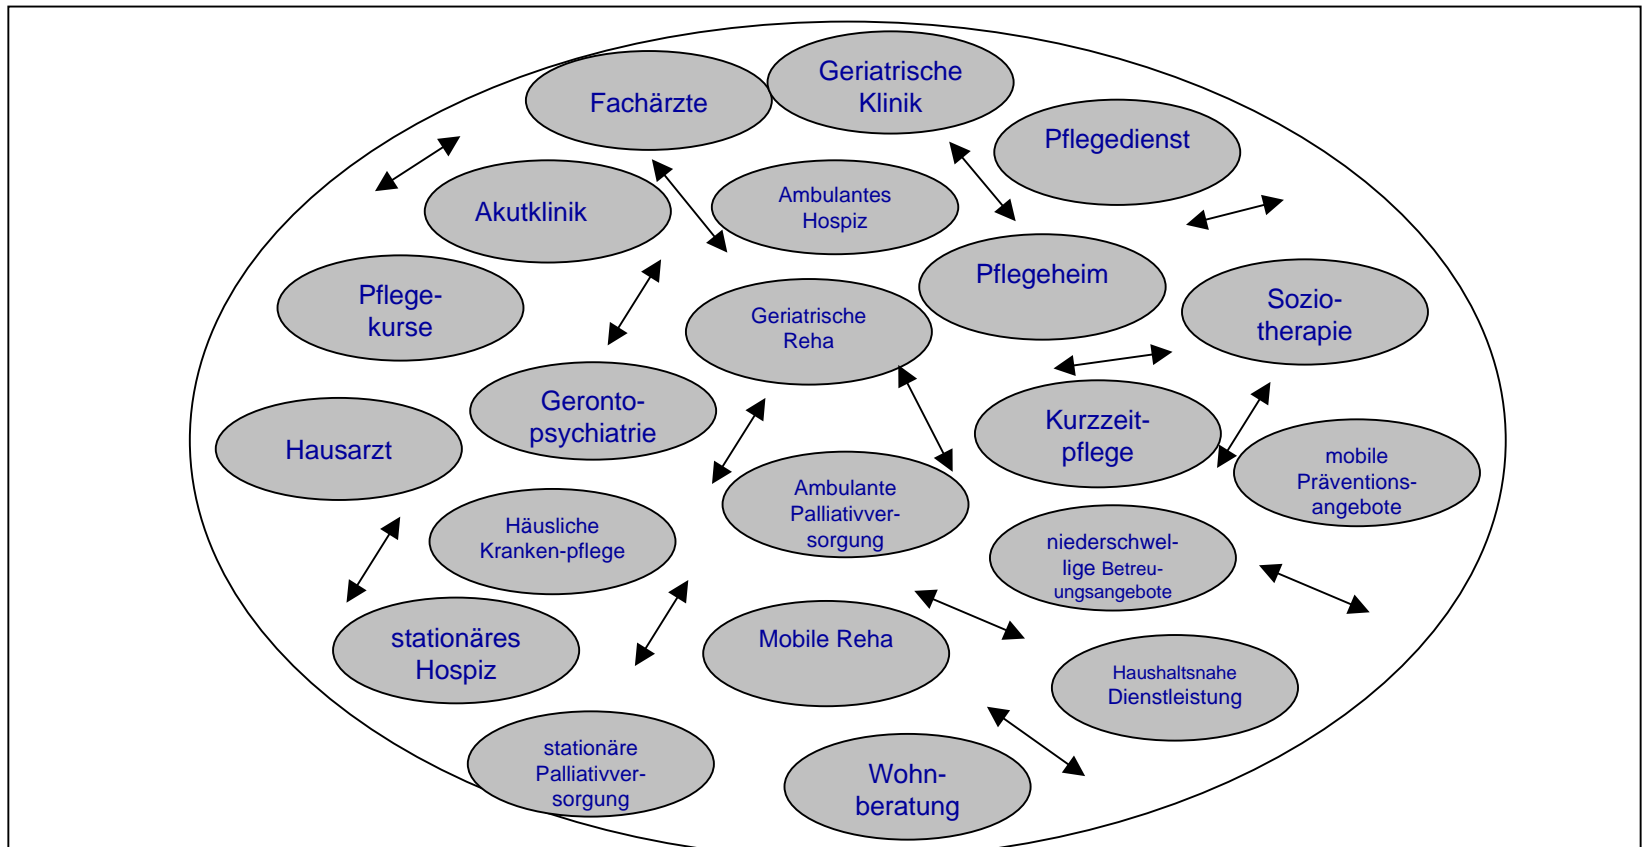 Fachärzte
Geriatrische
Klinik
Pflegedienst
Akutklinik
Ambulantes
Hospiz
Pflege-
kurse
Geriatrische
Reha
Pflegeheim
Sozio-
therapie
Hausarzt
Geronto-
psychiatrie
Kurzzeit-
pflege
mobile
Präventions-
angebote
Häusliche
Kranken-pflege
Ambulante
Palliativver-
sorgung
niederschwel-
lige Betreu-
ungsangebote
stationäres
Hospiz
Mobile Reha
Haushaltsnahe
Dienstleistung
stationäre
Palliativver-
sorgung
Wohn-
beratung